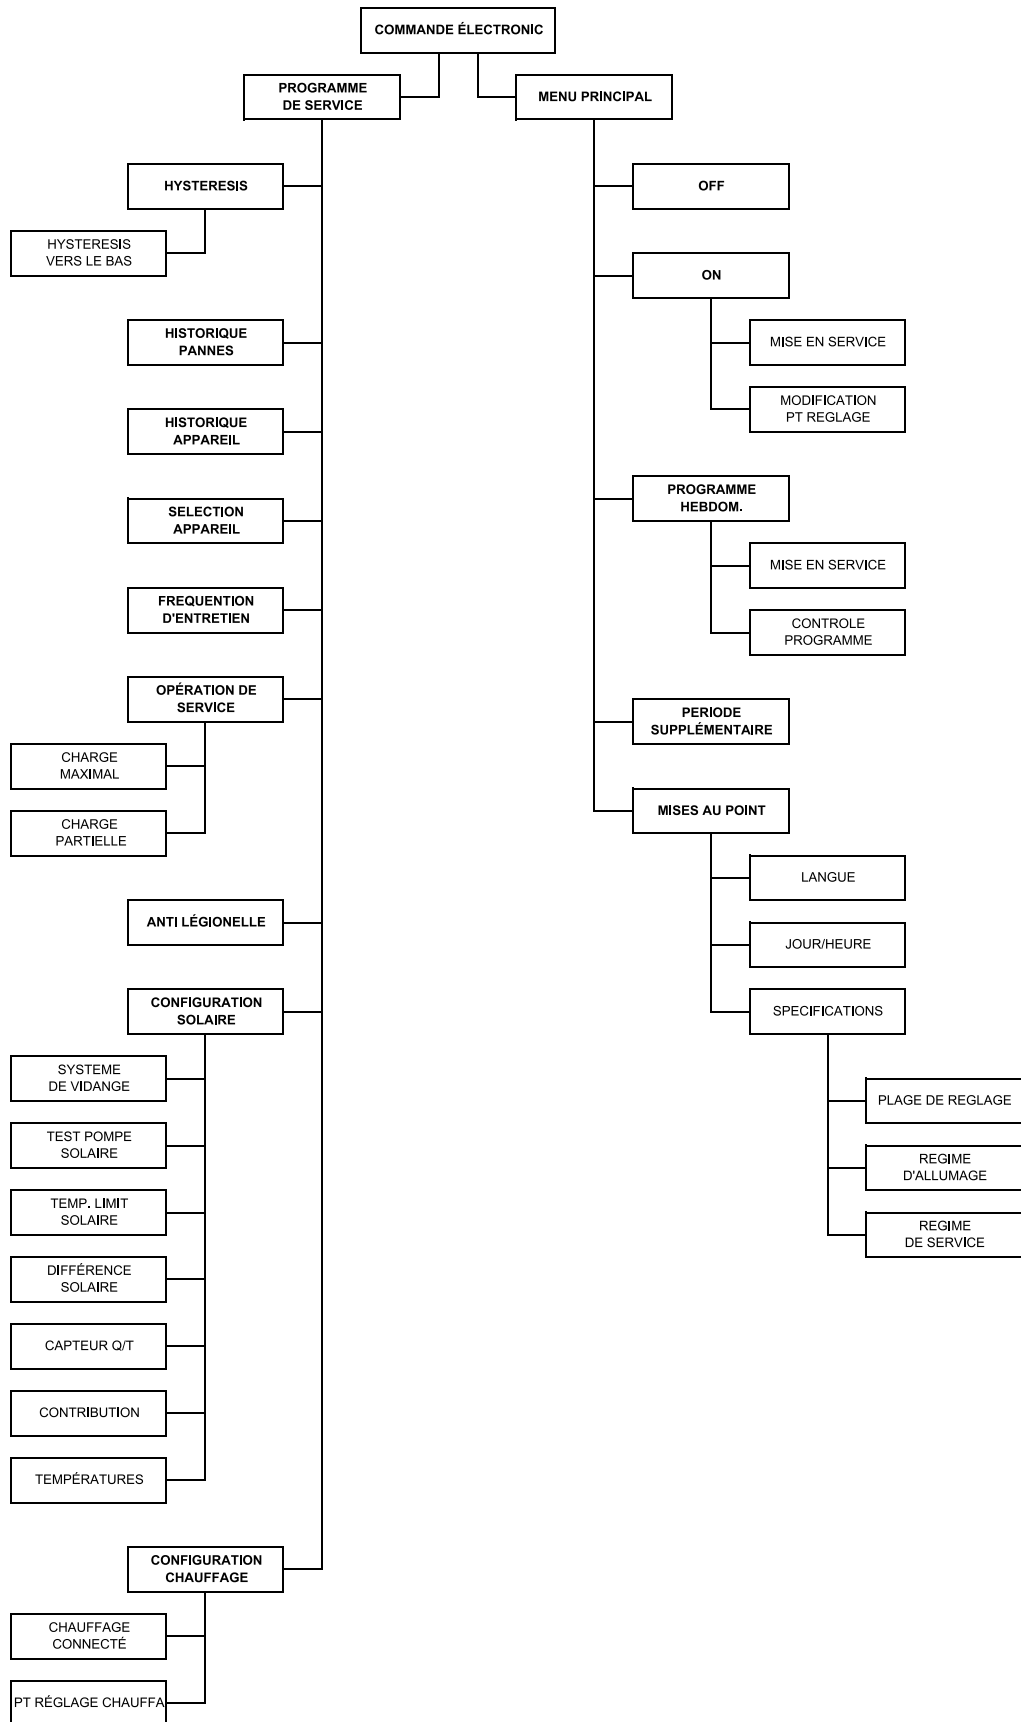 COMMANDE ÉLECTRONIC
PROGRAMME
DE SERVICE
HYSTERESIS
HYSTERESIS
VERS LE BAS
HISTORIQUE
PANNES
HISTORIQUE
APPAREIL
SELECTION
APPAREIL
FREQUENTION
D'ENTRETIEN
OPÉRATION DE
SERVICE
CHARGE
MAXIMAL
CHARGE
PARTIELLE
ANTI LÉGIONELLE
CONFIGURATION
SOLAIRE
SYSTEME
DE VIDANGE
TEST POMPE
SOLAIRE
TEMP. LIMIT
SOLAIRE
DIFFÉRENCE
SOLAIRE
CAPTEUR Q/T
CONTRIBUTION
TEMPÉRATURES
CONFIGURATION
CHAUFFAGE
CHAUFFAGE
CONNECTÉ
PT RÉGLAGE CHAUFFA
MENU PRINCIPAL
OFF
ON
MISE EN SERVICE
MODIFICATION
PT REGLAGE
PROGRAMME
HEBDOM.
MISE EN SERVICE
CONTROLE
PROGRAMME
PERIODE
SUPPLÉMENTAIRE
MISES AU POINT
LANGUE
JOUR/HEURE
SPECIFICATIONS
PLAGE DE REGLAGE
REGIME
D'ALLUMAGE
REGIME
DE SERVICE